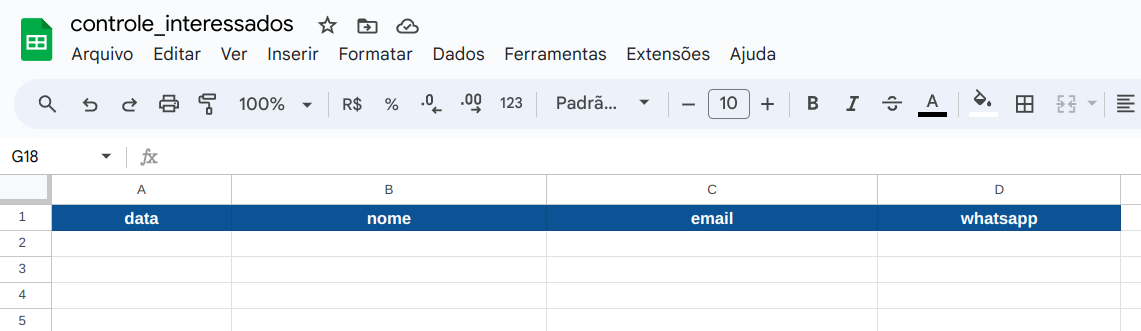 controle_interessados
Arquivo Editar Ver Inserir Formatar Dados Ferramentas Extensões Ajuda
100% R$ % .0 .00 123 Padrã... 10 B I S A
G18 fx
A B C D
1 data nome email whatsapp
2
3
4
5